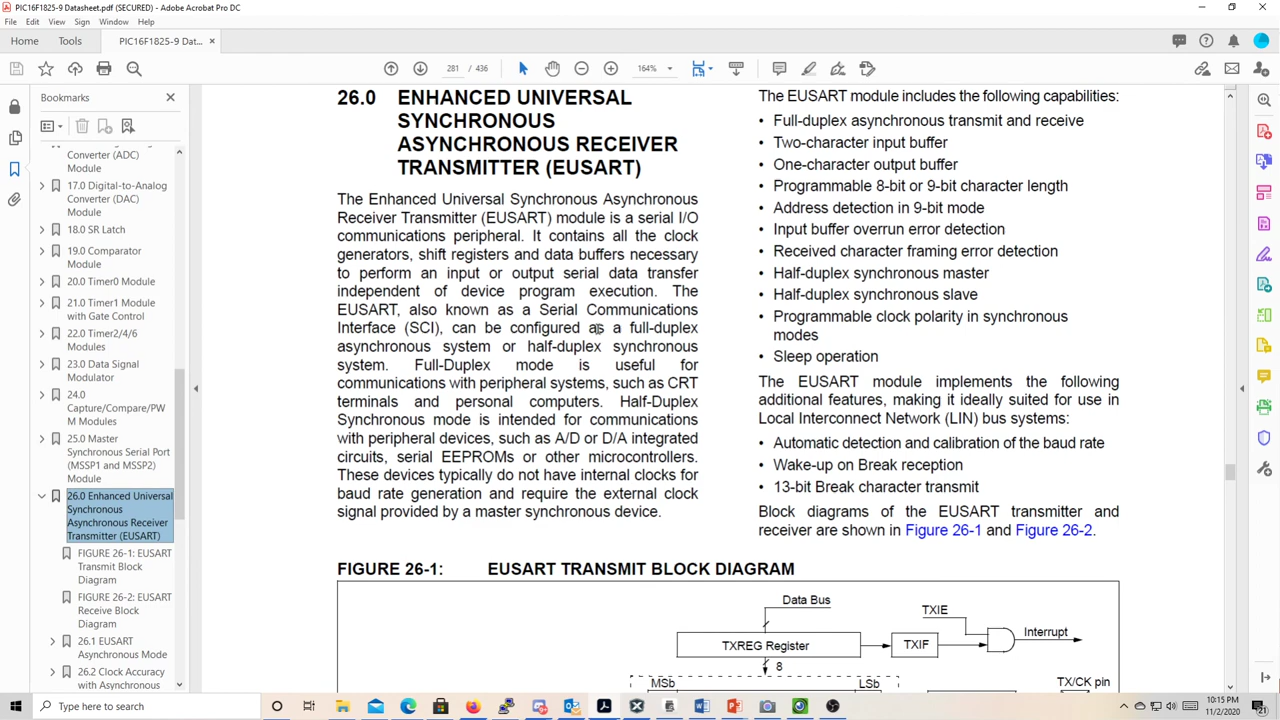 PIC16F1825-9 Datasheet.pdf (SECURED) - Adobe Acrobat Pro DC
File Edit View Sign Window Help
Home Tools PIC16F1825-9 Dat... ×
281 / 436 164%
Bookmarks
Converter (ADC)
Module
17.0 Digital-to-Analog
Converter (DAC)
Module
18.0 SR Latch
19.0 Comparator
Module
20.0 Timer0 Module
21.0 Timer1 Module
with Gate Control
22.0 Timer2/4/6
Modules
23.0 Data Signal
Modulator
24.0
Capture/Compare/PW
M Modules
25.0 Master
Synchronous Serial Port
(MSSP1 and MSSP2)
Module
26.0 Enhanced Universal
Synchronous
Asynchronous Receiver
Transmitter (EUSART)
FIGURE 26-1: EUSART
Transmit Block
Diagram
FIGURE 26-2: EUSART
Receive Block
Diagram
26.1 EUSART
Asynchronous Mode
26.2 Clock Accuracy
with Asynchronous
26.0 ENHANCED UNIVERSAL
SYNCHRONOUS
ASYNCHRONOUS RECEIVER
TRANSMITTER (EUSART)
The Enhanced Universal Synchronous Asynchronous
Receiver Transmitter (EUSART) module is a serial I/O
communications peripheral. It contains all the clock
generators, shift registers and data buffers necessary
to perform an input or output serial data transfer
independent of device program execution. The
EUSART, also known as a Serial Communications
Interface (SCI), can be configured as a full-duplex
asynchronous system or half-duplex synchronous
system. Full-Duplex mode is useful for
communications with peripheral systems, such as CRT
terminals and personal computers. Half-Duplex
Synchronous mode is intended for communications
with peripheral devices, such as A/D or D/A integrated
circuits, serial EEPROMs or other microcontrollers.
These devices typically do not have internal clocks for
baud rate generation and require the external clock
signal provided by a master synchronous device.
The EUSART module includes the following capabilities:
• Full-duplex asynchronous transmit and receive
• Two-character input buffer
• One-character output buffer
• Programmable 8-bit or 9-bit character length
• Address detection in 9-bit mode
• Input buffer overrun error detection
• Received character framing error detection
• Half-duplex synchronous master
• Half-duplex synchronous slave
• Programmable clock polarity in synchronous
modes
• Sleep operation
The EUSART module implements the following
additional features, making it ideally suited for use in
Local Interconnect Network (LIN) bus systems:
• Automatic detection and calibration of the baud rate
• Wake-up on Break reception
• 13-bit Break character transmit
Block diagrams of the EUSART transmitter and
receiver are shown in Figure 26-1 and Figure 26-2.
FIGURE 26-1: EUSART TRANSMIT BLOCK DIAGRAM
Data Bus
TXIE
Interrupt
TXREG Register
TXIF
8
MSb
LSb
TX/CK pin
Type here to search
10:15 PM
11/2/2020
21